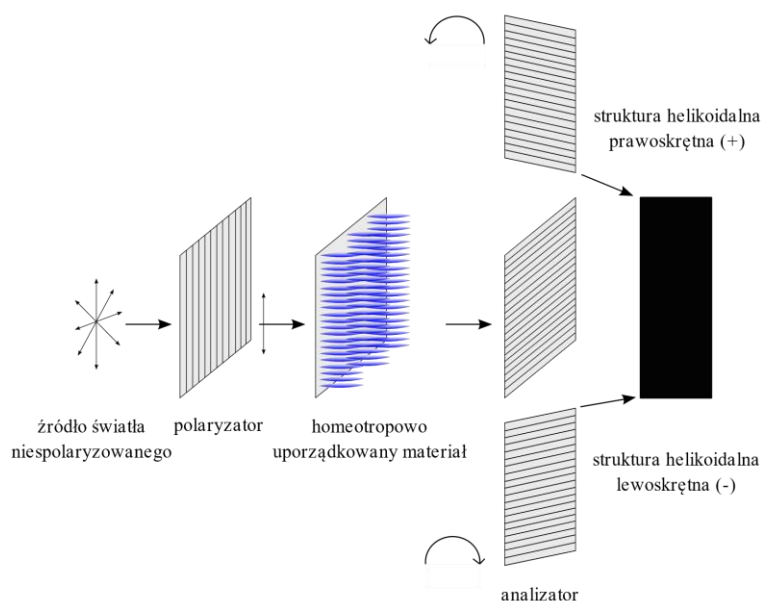 struktura helikoidalna
prawoskrętna (+)
źródło światła
niespolaryzowanego
polaryzator
homeotropowo
uporządkowany materiał
struktura helikoidalna
lewoskrętna (-)
analizator